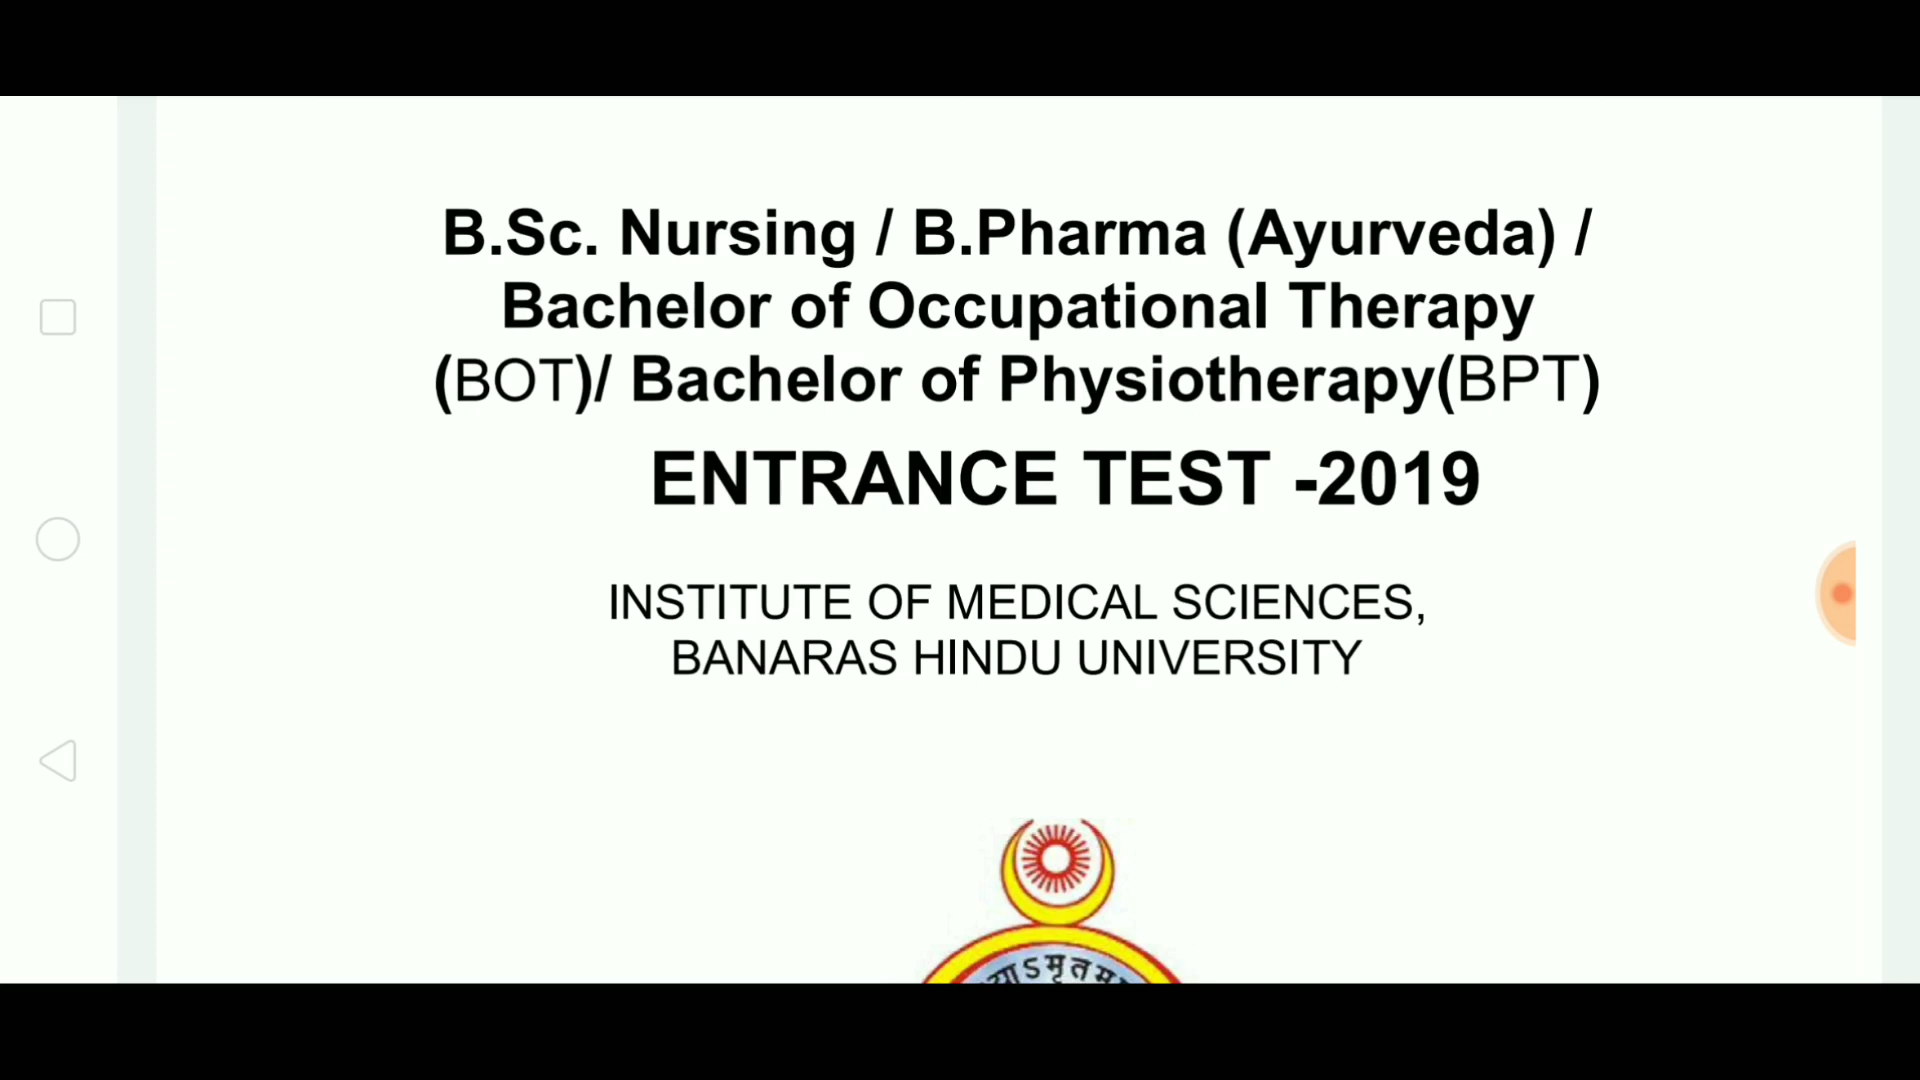 B.Sc. Nursing / B.Pharma (Ayurveda) /
Bachelor of Occupational Therapy
(BOT)/ Bachelor of Physiotherapy(BPT)
ENTRANCE TEST -2019
INSTITUTE OF MEDICAL SCIENCES,
BANARAS HINDU UNIVERSITY